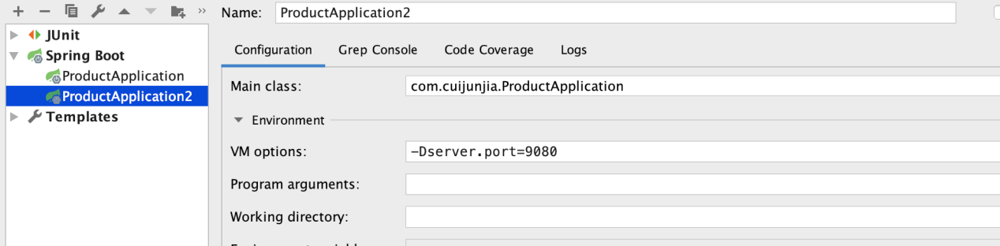 Name: ProductApplication2
JUnit
Spring Boot
ProductApplication
ProductApplication2
Templates
Configuration Grep Console Code Coverage Logs
Main class: com.cuijunjia.ProductApplication
Environment
VM options: -Dserver.port=9080
Program arguments:
Working directory: